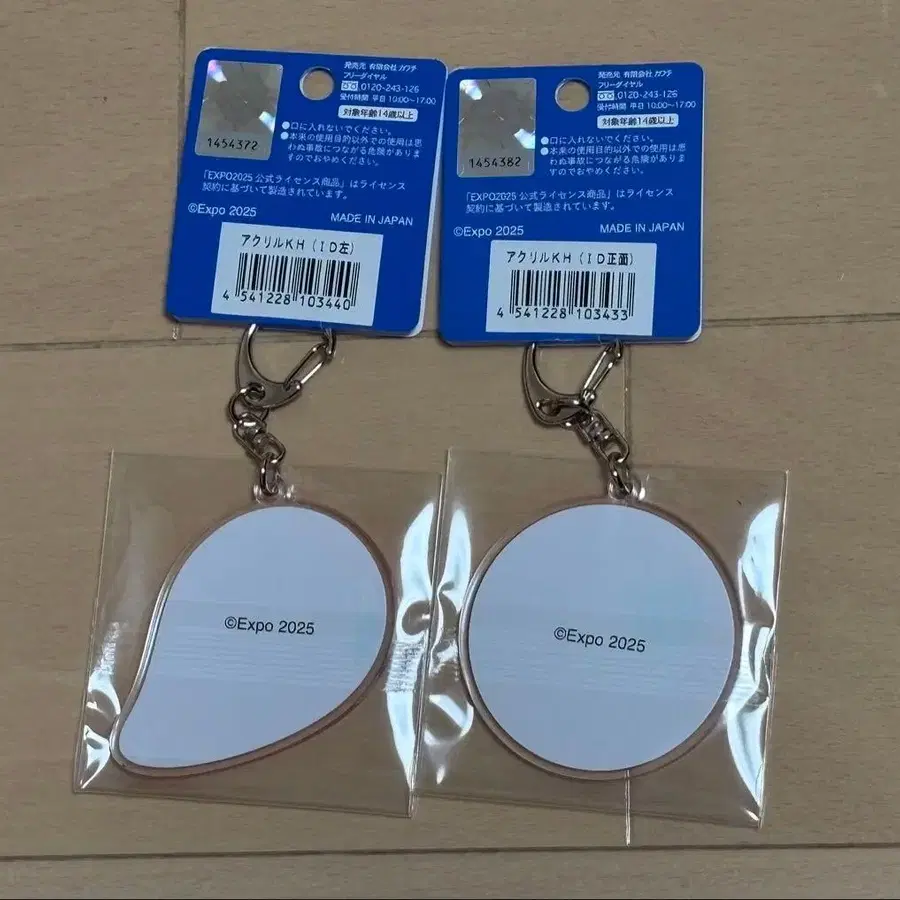 発売元 有限会社 カワチ
フリーダイヤル
0120-243-126
受付時間 平日 10:00～17:00
対象年齢14歳以上
1454372
●口に入れないでください。
●本来の使用目的以外での使用は思
わぬ事故につながる危険がありま
すのでおやめください。
「EXPO2025 公式ライセンス商品」はライセンス
契約に基づいて製造されています。
©Expo 2025
MADE IN JAPAN
アクリルKH（ID左）
4 541228 103440
発売元 有限会社 カワチ
フリーダイヤル
0120-243-126
受付時間 平日 10:00～17:00
対象年齢14歳以上
1454382
●口に入れないでください。
●本来の使用目的以外での使用は思
わぬ事故につながる危険がありま
すのでおやめください。
「EXPO2025 公式ライセンス商品」はライセンス
契約に基づいて製造されています。
©Expo 2025
MADE IN JAPAN
アクリルKH（ID正面）
4 541228 103433
©Expo 2025
©Expo 2025